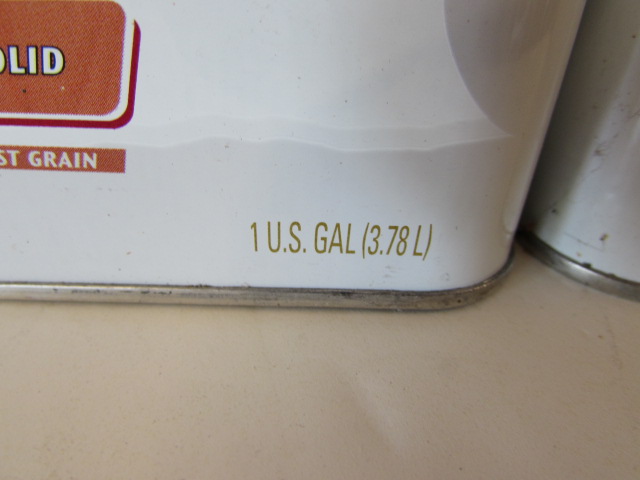 OLID
ST GRAIN
1 U.S. GAL (3.78 L)